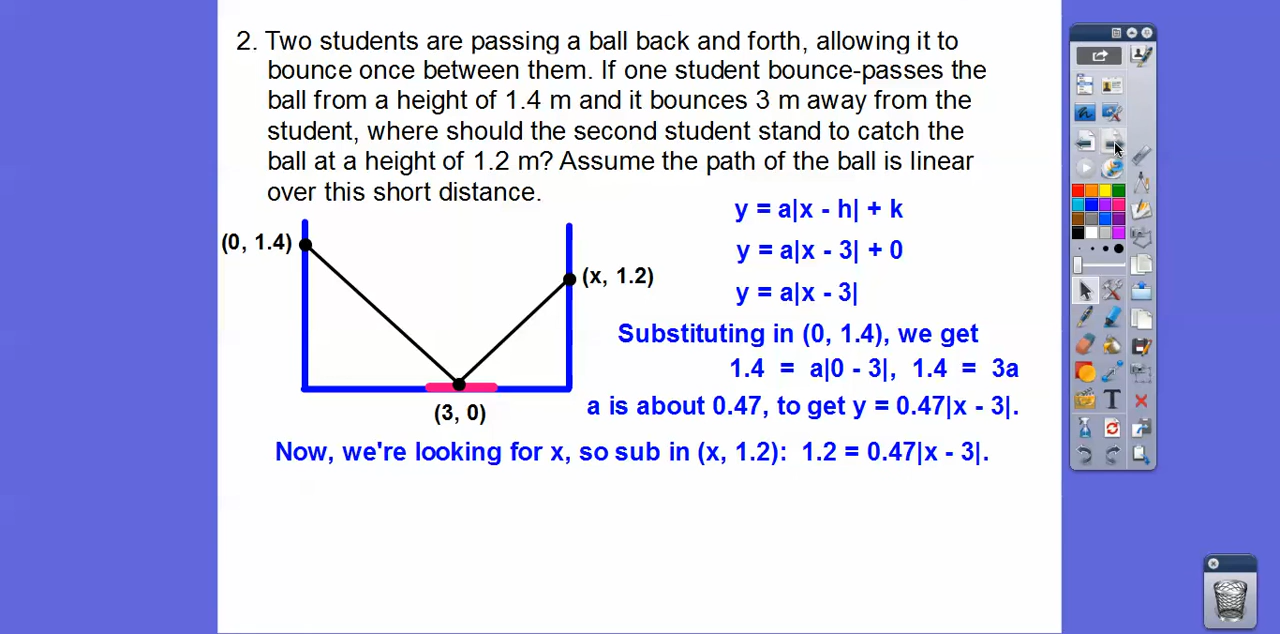 2. Two students are passing a ball back and forth, allowing it to
bounce once between them. If one student bounce-passes the
ball from a height of 1.4 m and it bounces 3 m away from the
student, where should the second student stand to catch the
ball at a height of 1.2 m? Assume the path of the ball is linear
over this short distance.
y = a|x - h| + k
(0, 1.4)
y = a|x - 3| + 0
(x, 1.2)
y = a|x - 3|
Substituting in (0, 1.4), we get
1.4 = a|0 - 3|, 1.4 = 3a
a is about 0.47, to get y = 0.47|x - 3|.
(3, 0)
Now, we're looking for x, so sub in (x, 1.2): 1.2 = 0.47|x - 3|.
T